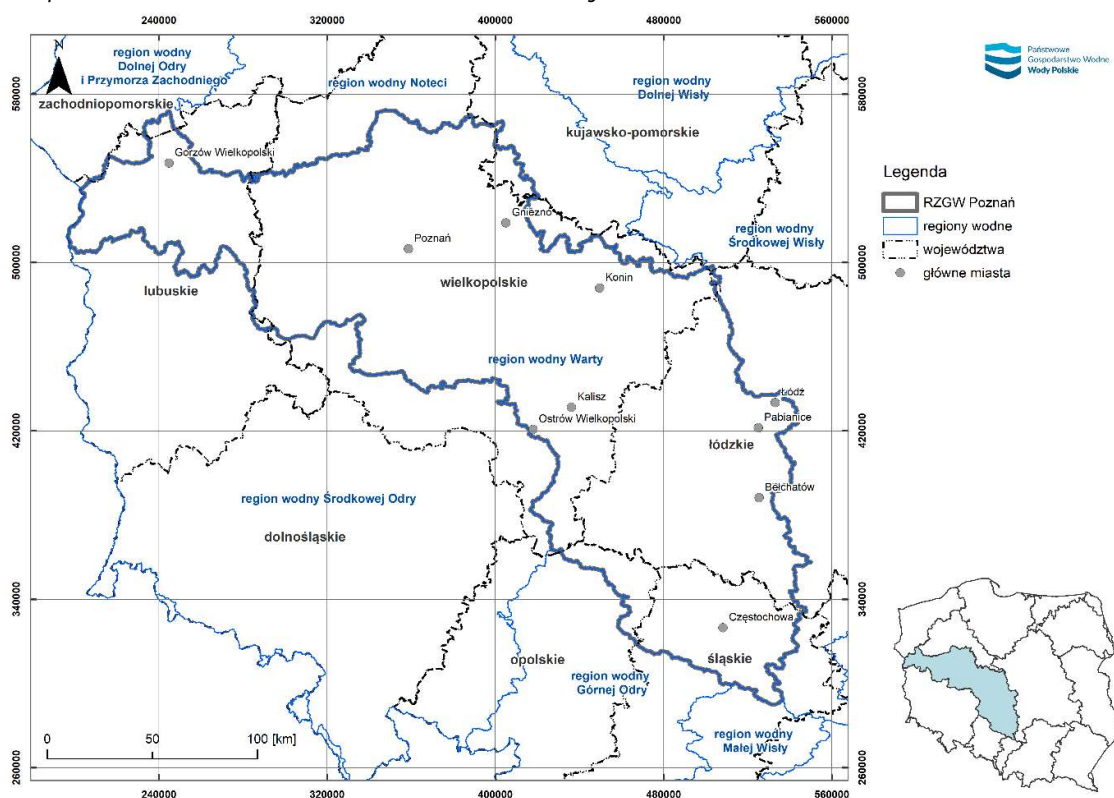 240000 320000 400000 480000 560000
N
region wodny
Dolnej Odry
i Przymorza Zachodniego
region wodny Noteci
region wodny
Dolnej Wisły
Państwowe
Gospodarstwo Wodne
Wody Polskie
580000 580000
zachodniopomorskie
kujawsko-pomorskie
Gorzów Wielkopolski
Legenda
RZGW Poznań
regiony wodne
województwa
główne miasta
Gniezno
region wodny
Środkowej Wisły
Poznań
500000 500000
lubuskie
wielkopolskie
Konin
region wodny Warty
Kalisz
Łódź
Ostrów Wielkopolski
Pabianice
420000 420000
łódzkie
region wodny Środkowej Odry
Bełchatów
dolnośląskie
340000 340000
Częstochowa
opolskie
śląskie
region wodny
Górnej Odry
region wodny
Małej Wisły
0 50 100 [km]
260000 260000
240000 320000 400000 480000 560000